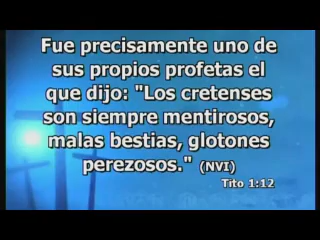 Fue precisamente uno de
sus propios profetas el
que dijo: "Los cretenses
son siempre mentirosos,
malas bestias, glotones
perezosos." (NVI)
Tito 1:12